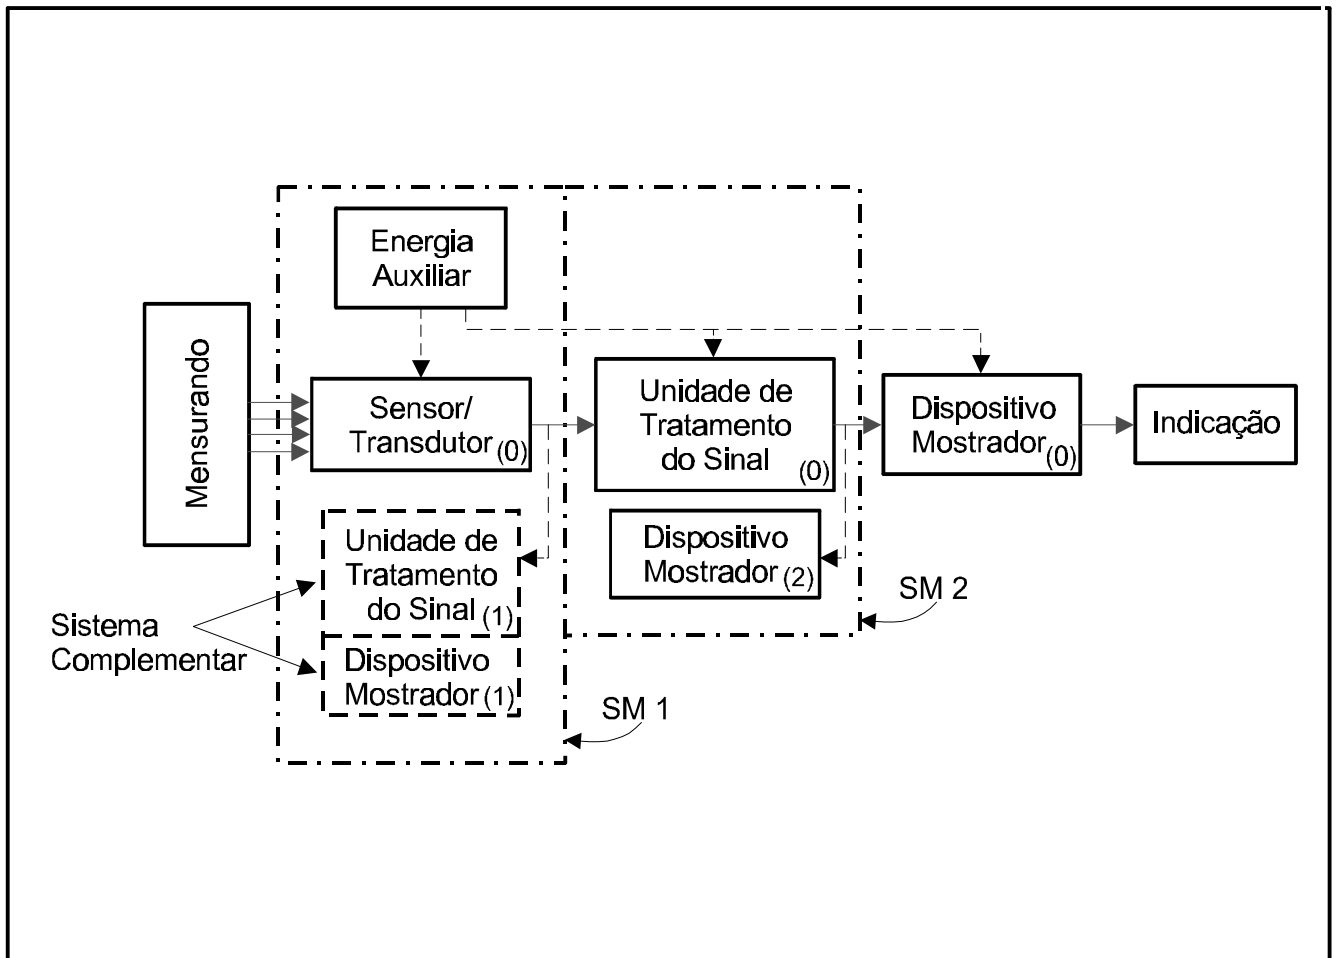 Energia
Auxiliar
Mensurando
Sensor/
Transdutor (0)
Unidade de
Tratamento
do Sinal
(0)
Dispositivo
Mostrador (0)
Indicação
Unidade de
Tratamento
do Sinal (1)
Dispositivo
Mostrador (1)
Dispositivo
Mostrador (2)
Sistema
Complementar
SM 2
SM 1